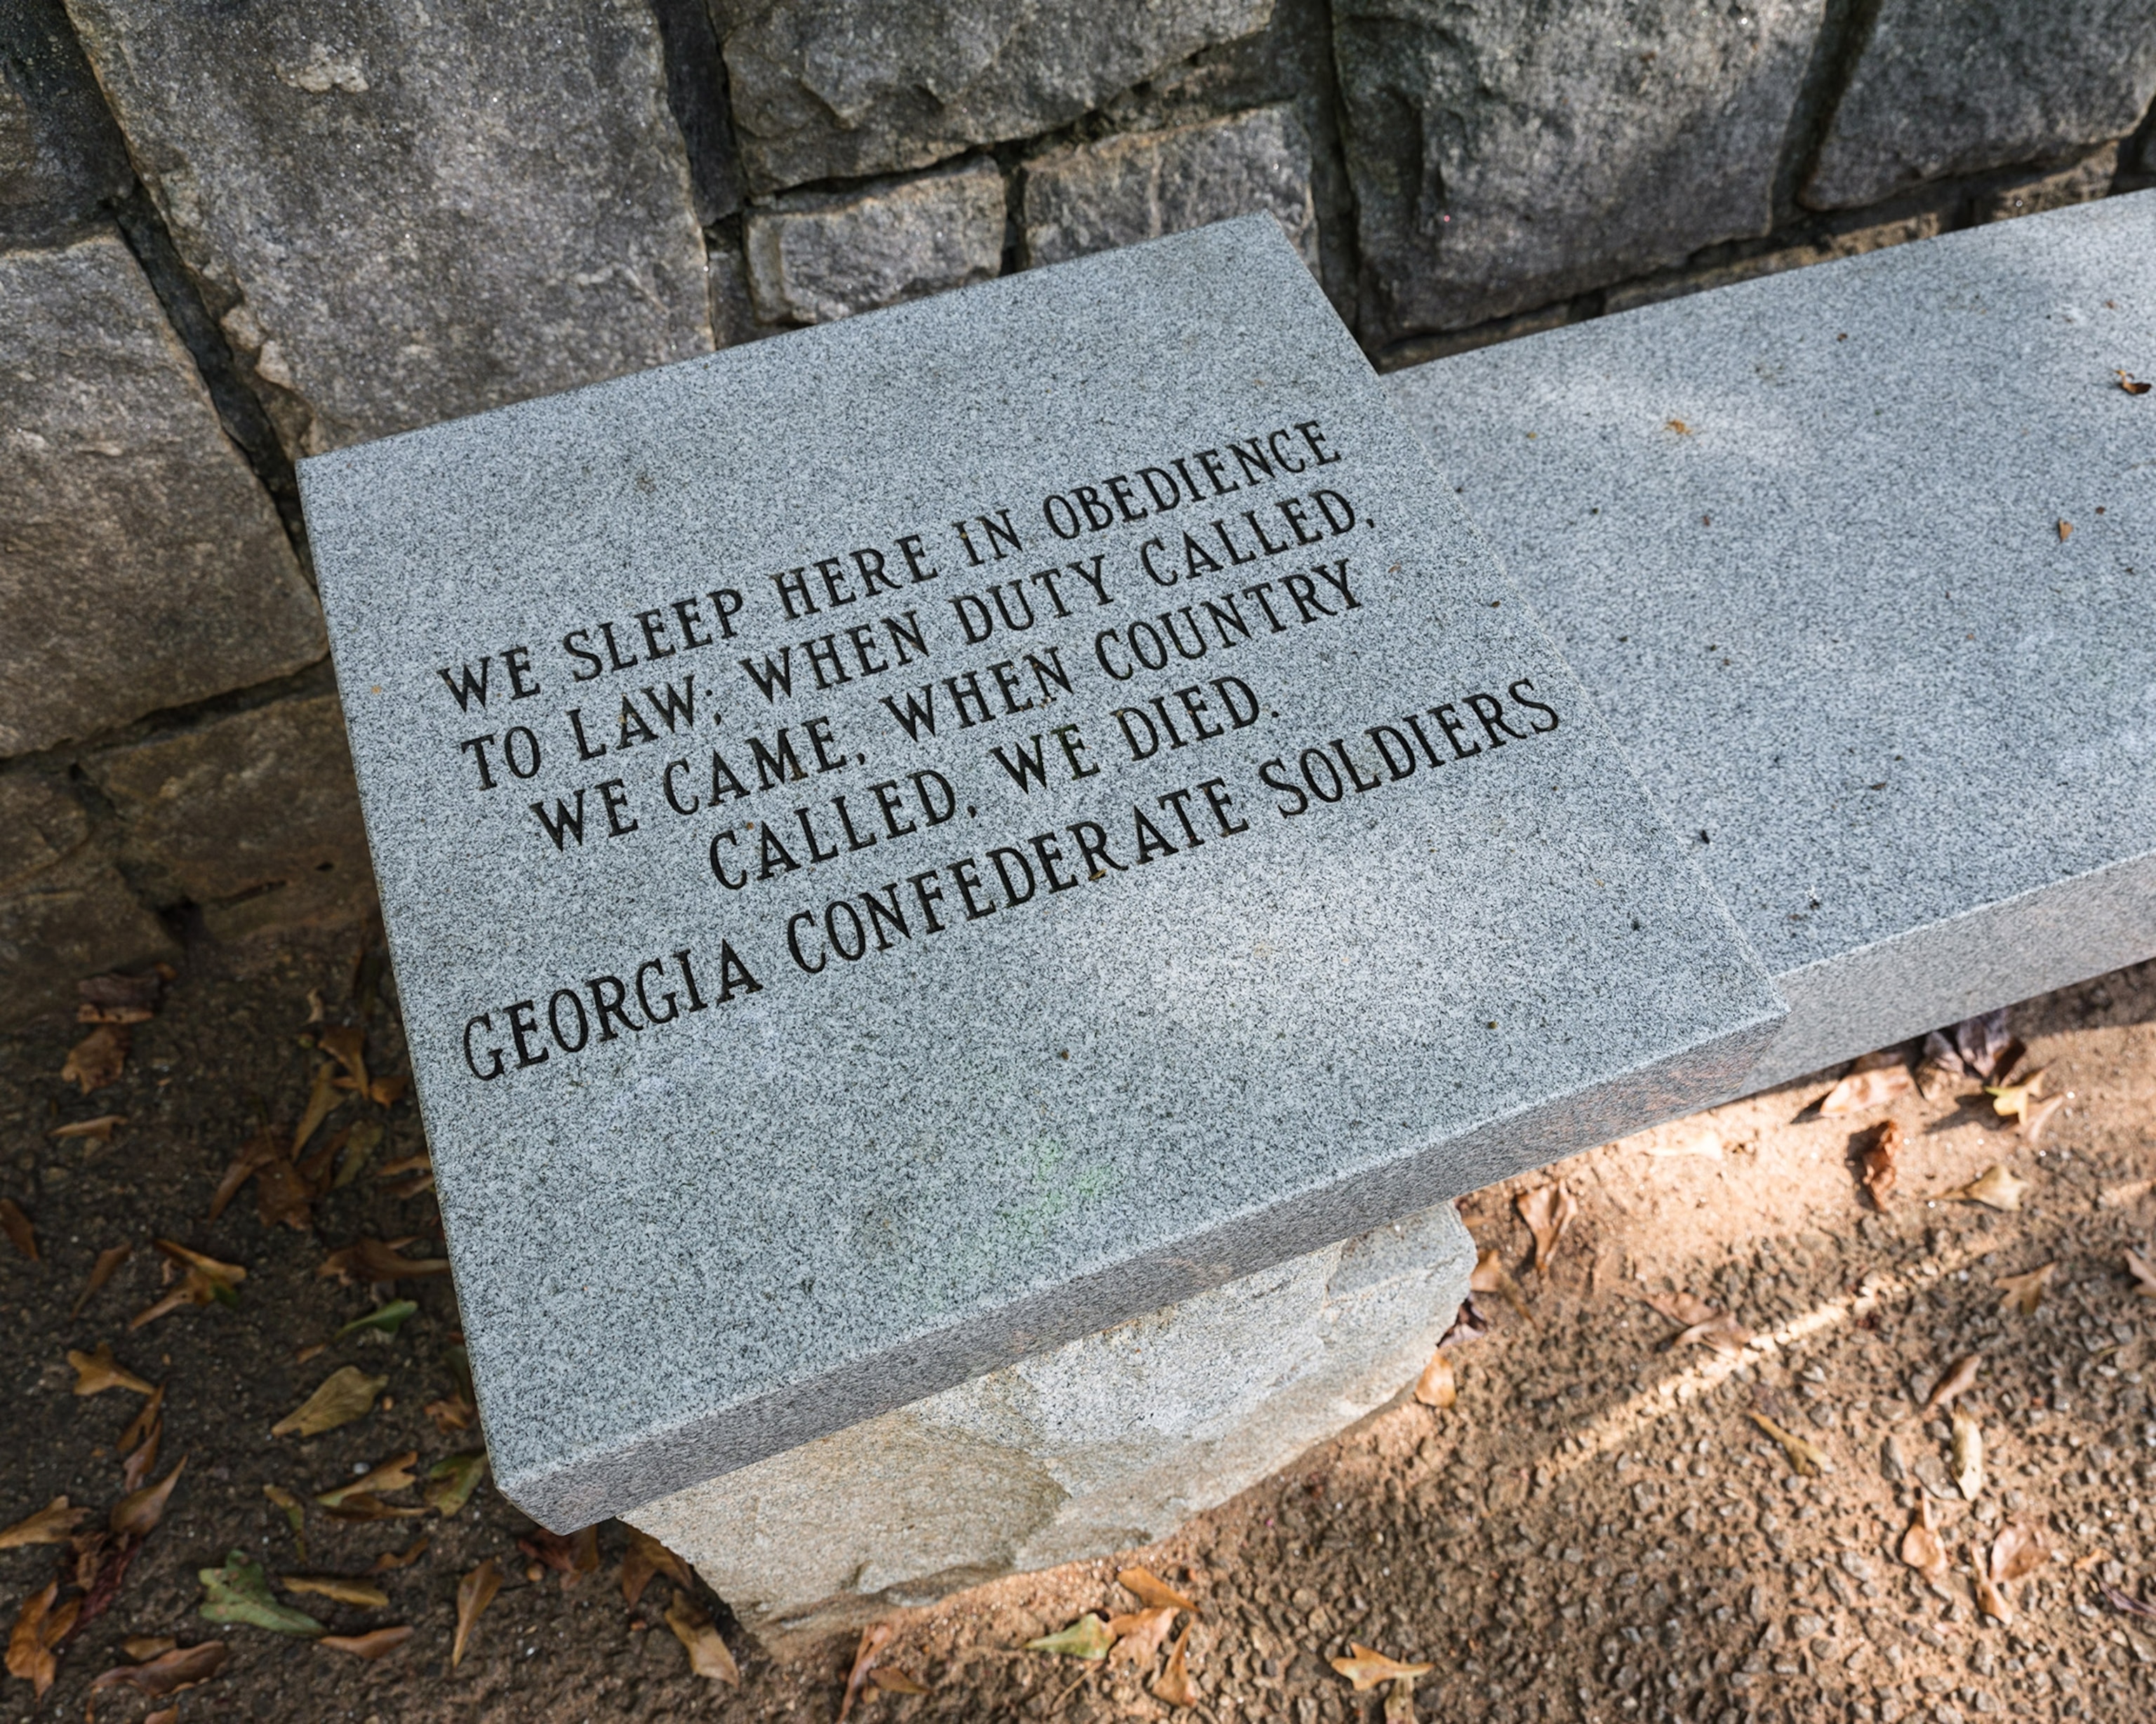 WE SLEEP HERE IN OBEDIENCE
TO LAW; WHEN DUTY CALLED,
WE CAME, WHEN COUNTRY
CALLED, WE DIED.
GEORGIA CONFEDERATE SOLDIERS